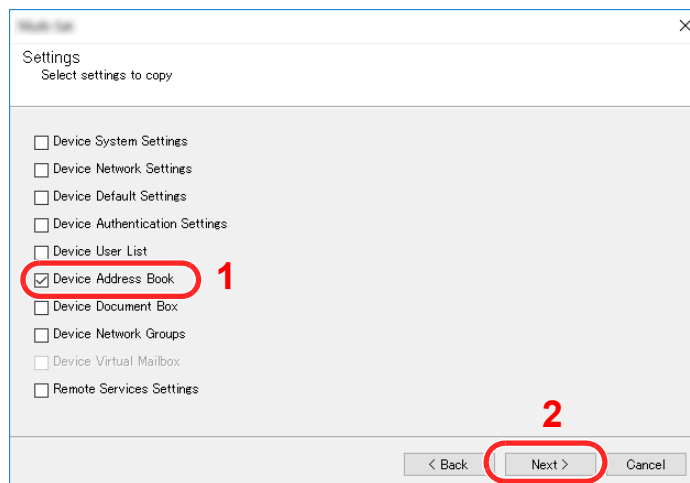 Settings
Select settings to copy
Device System Settings
Device Network Settings
Device Default Settings
Device Authentication Settings
Device User List
Device Address Book 1
Device Document Box
Device Network Groups
Device Virtual Mailbox
Remote Services Settings
2
< Back Next > Cancel